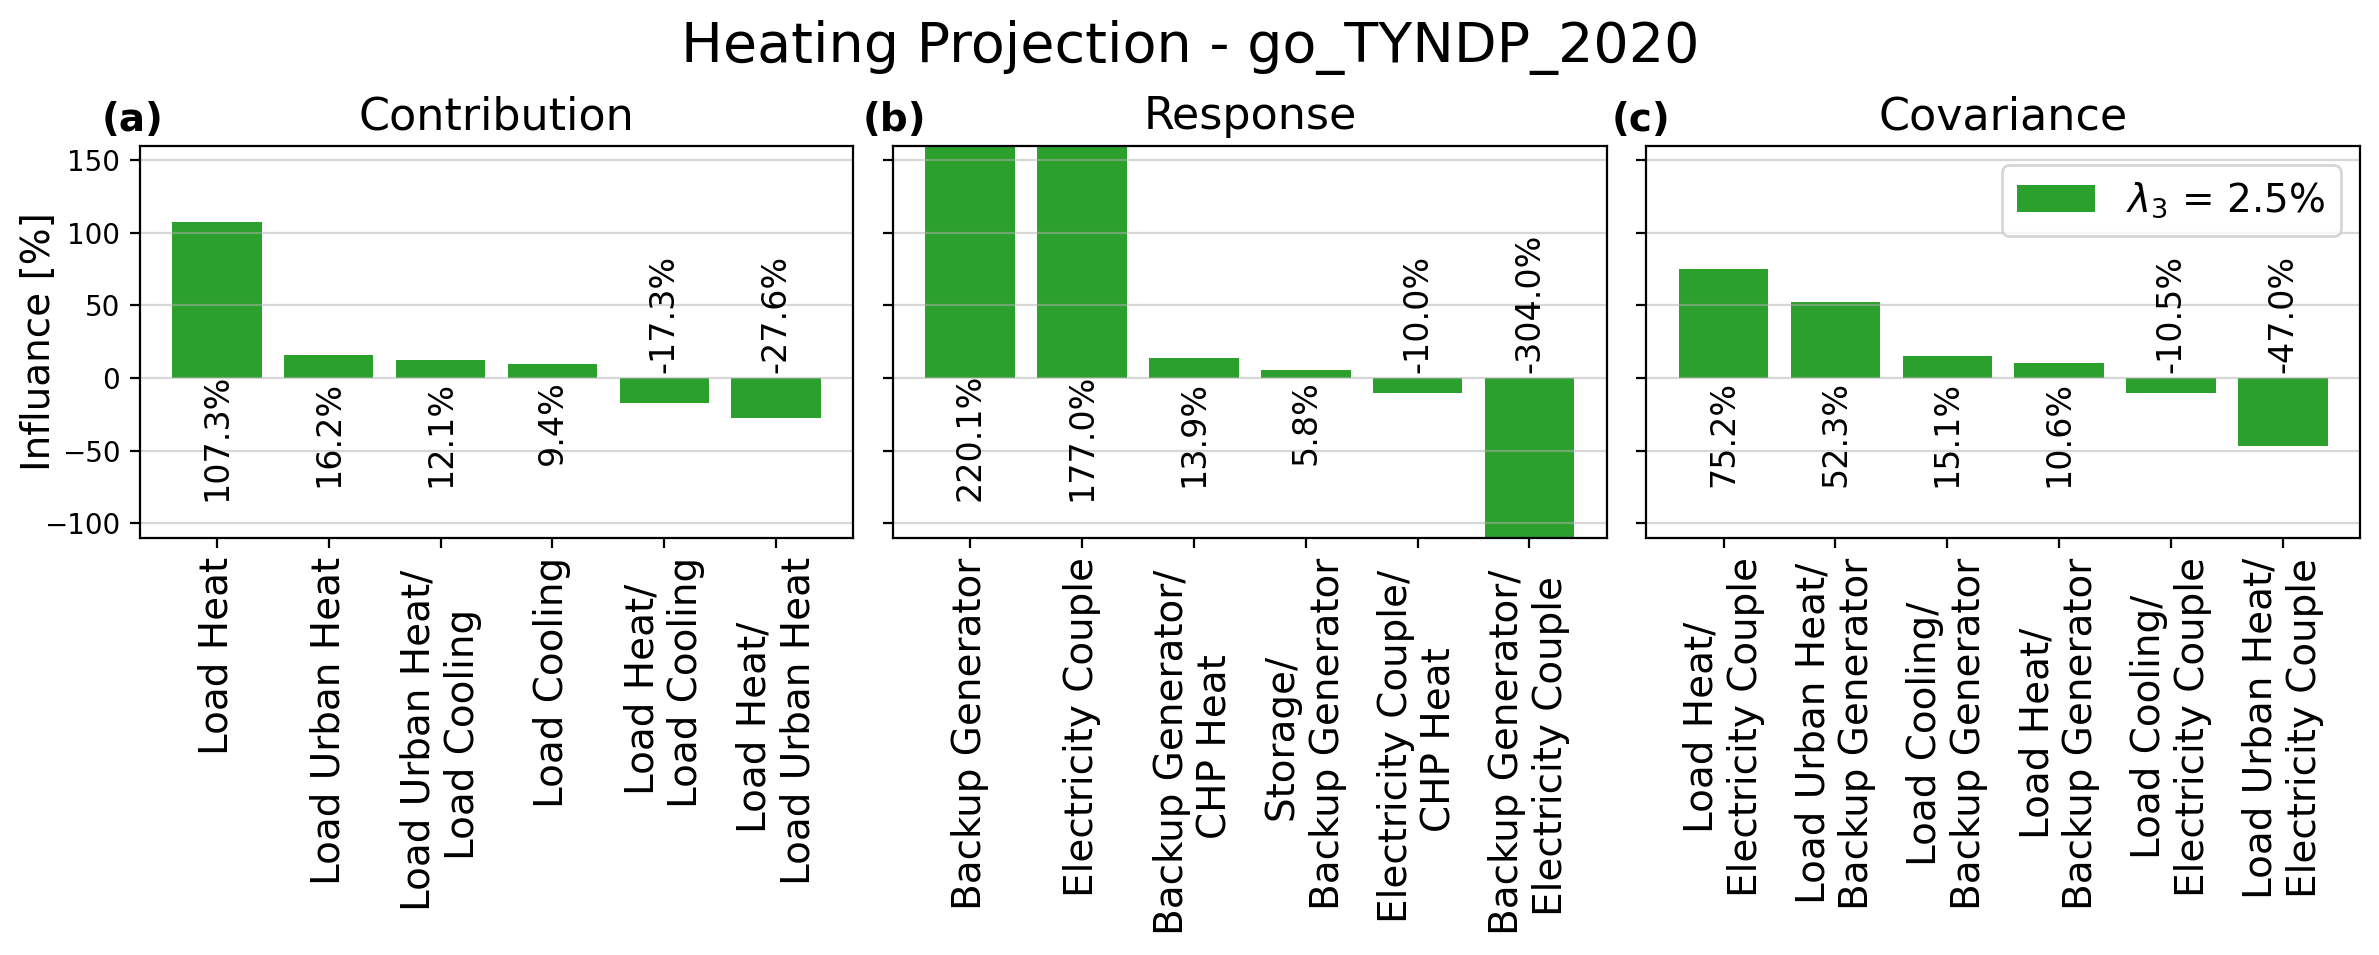 Heating Projection - go_TYNDP_2020
(a)
Contribution
Influance [%]
150
100
50
0
−50
−100
107.3%
16.2%
12.1%
9.4%
-17.3%
-27.6%
Load Heat
Load Urban Heat
Load Urban Heat/
Load Cooling
Load Cooling
Load Heat/
Load Cooling
Load Heat/
Load Urban Heat
(b)
Response
220.1%
177.0%
13.9%
5.8%
-10.0%
-304.0%
Backup Generator
Electricity Couple
Backup Generator/
CHP Heat
Storage/
Backup Generator
Electricity Couple/
CHP Heat
Backup Generator/
Electricity Couple
(c)
Covariance
λ₃ = 2.5%
75.2%
52.3%
15.1%
10.6%
-10.5%
-47.0%
Load Heat/
Electricity Couple
Load Urban Heat/
Backup Generator
Load Cooling/
Backup Generator
Load Heat/
Backup Generator
Load Cooling/
Electricity Couple
Load Urban Heat/
Electricity Couple